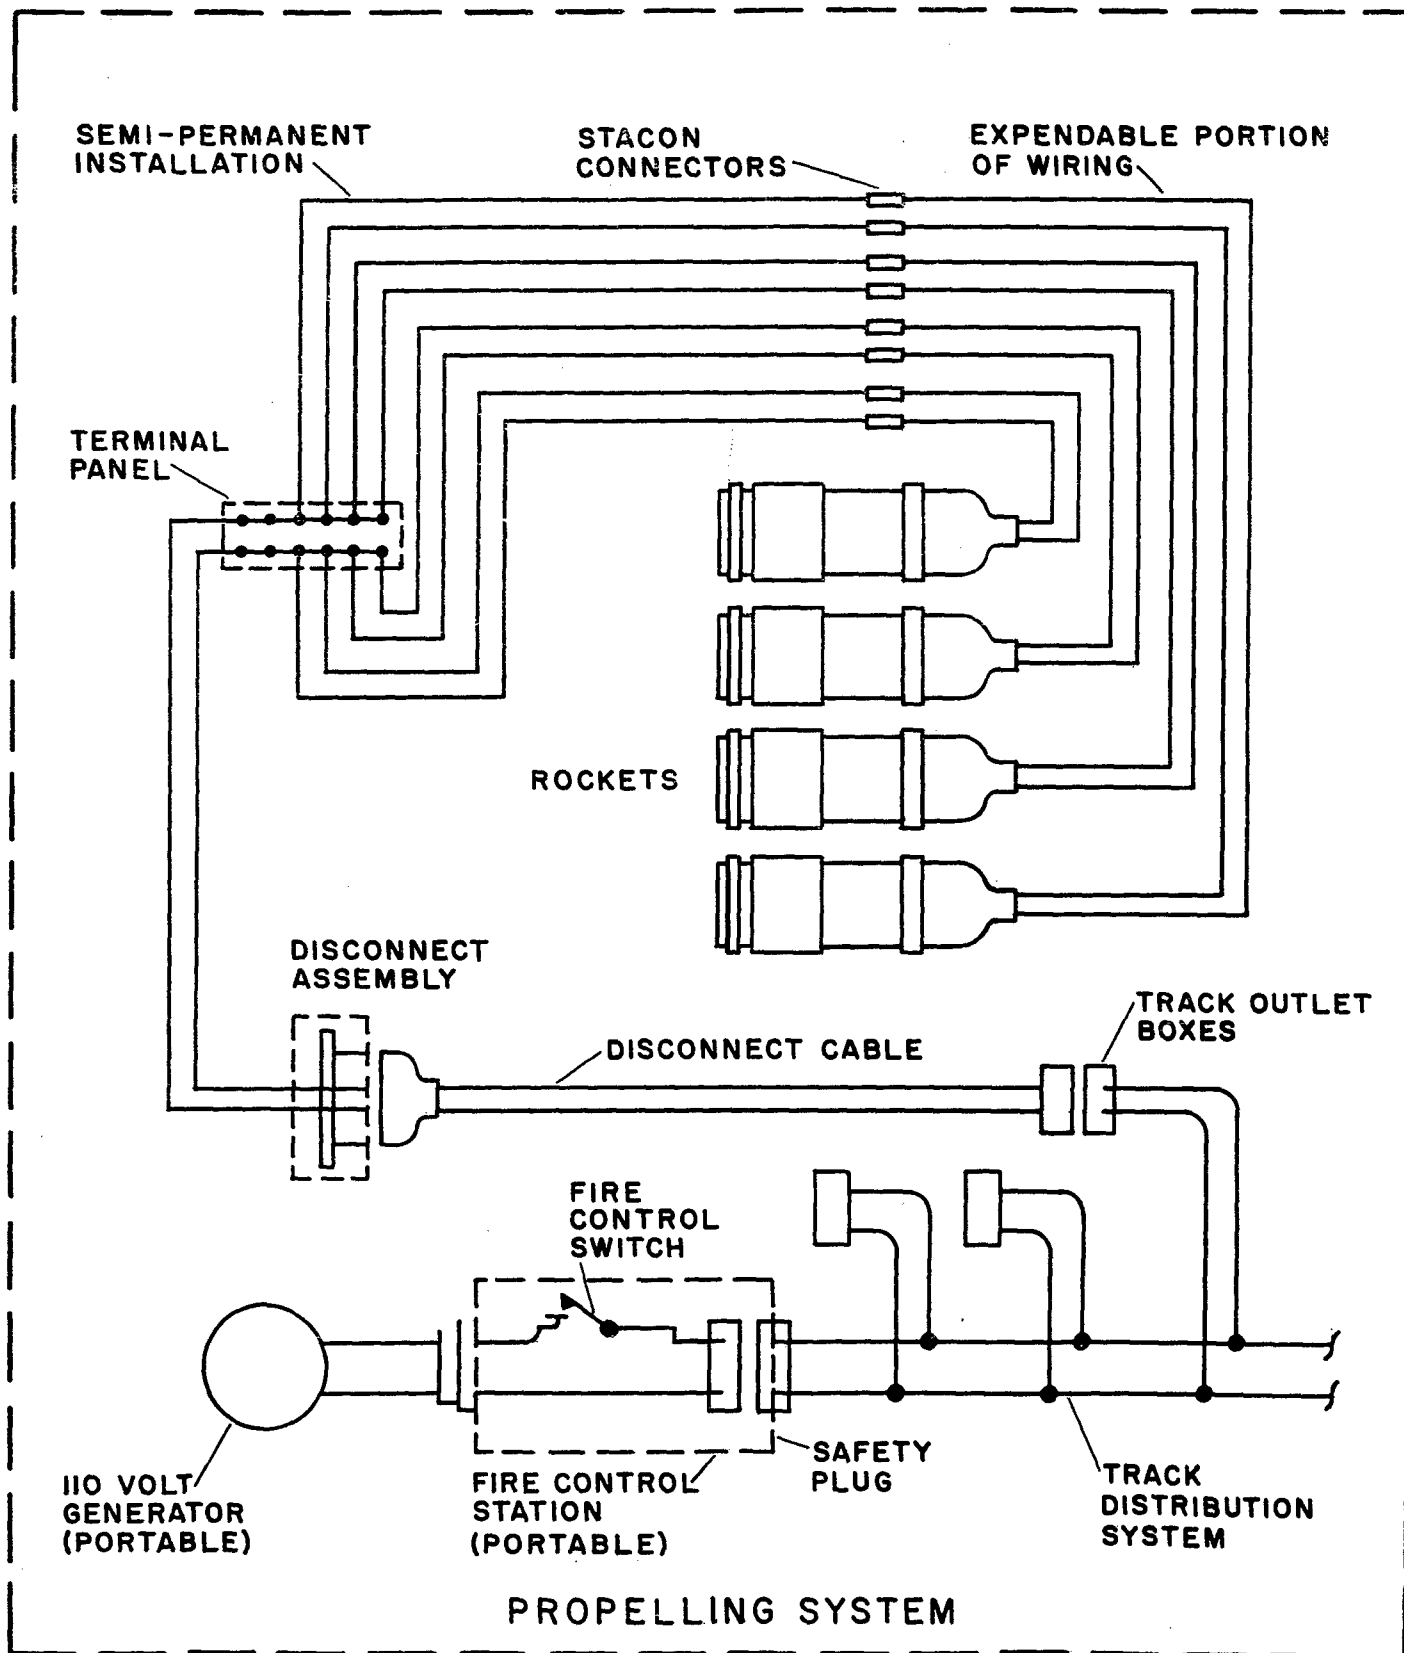 SEMI-PERMANENT
INSTALLATION
STACON
CONNECTORS
EXPENDABLE PORTION
OF WIRING
TERMINAL
PANEL
ROCKETS
DISCONNECT
ASSEMBLY
TRACK OUTLET
BOXES
DISCONNECT CABLE
FIRE
CONTROL
SWITCH
110 VOLT
GENERATOR
(PORTABLE)
FIRE CONTROL
STATION
(PORTABLE)
SAFETY
PLUG
TRACK
DISTRIBUTION
SYSTEM
PROPELLING SYSTEM